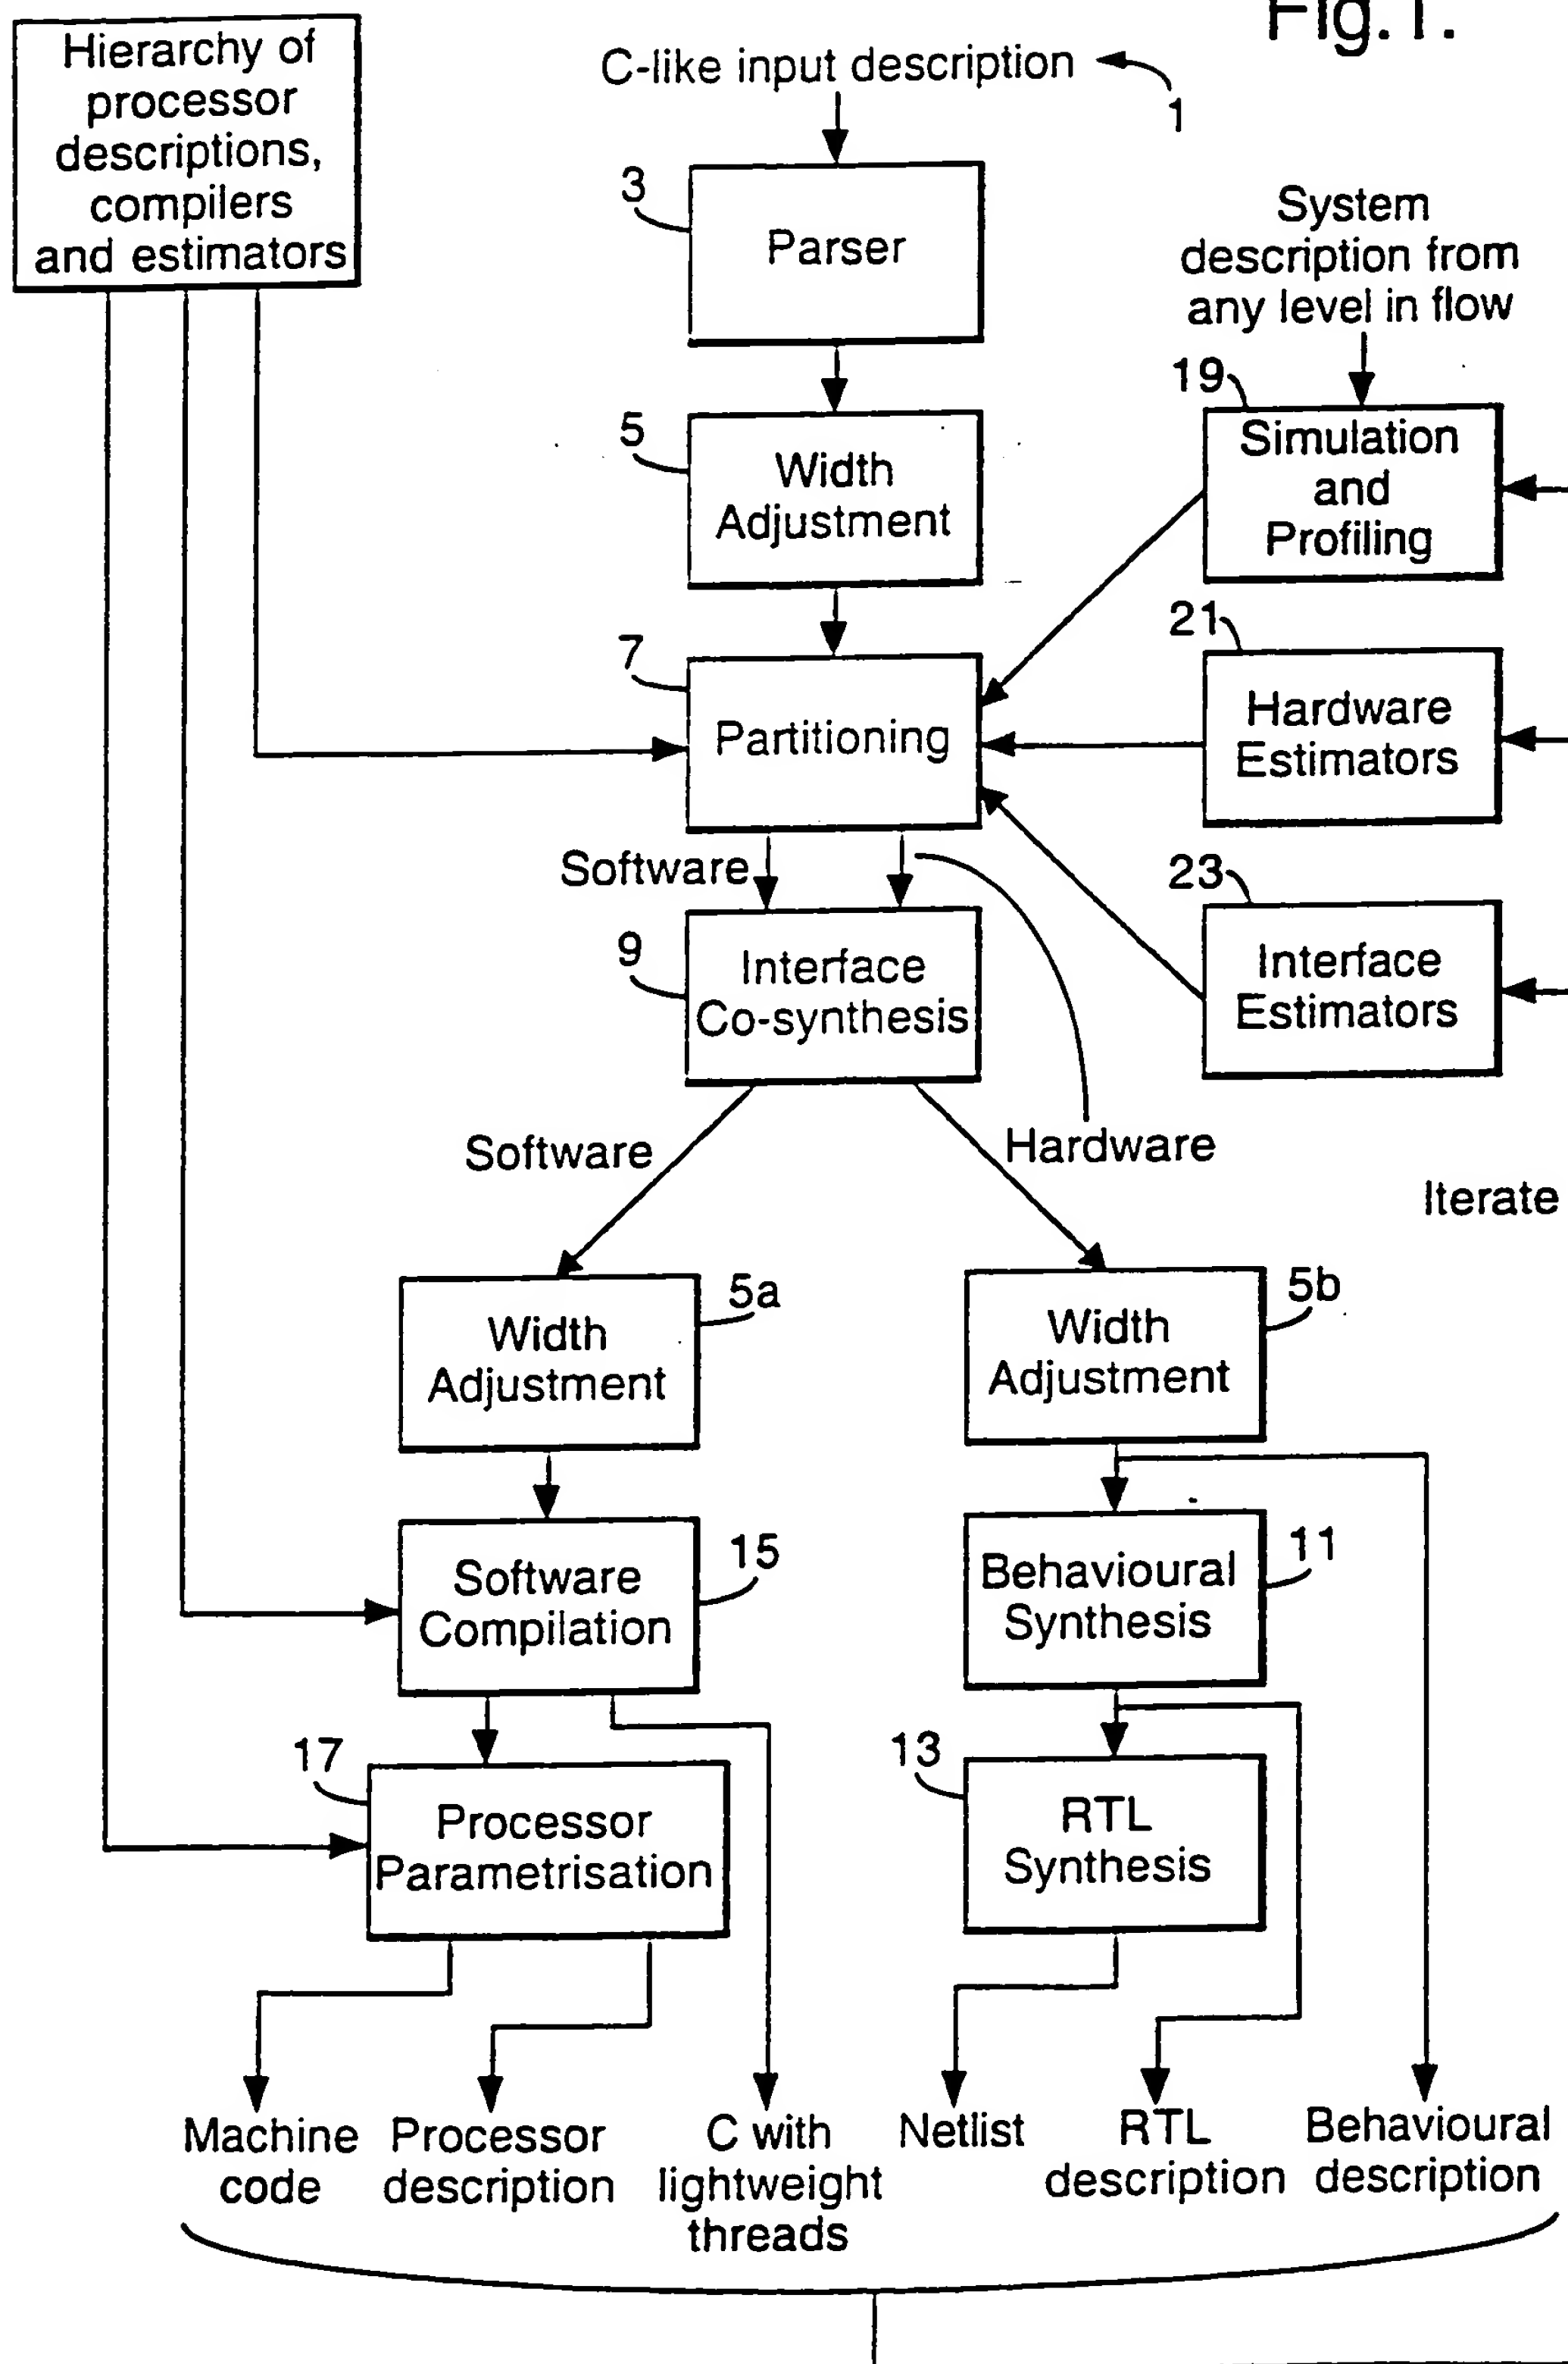 Fig.1.
Hierarchy of
processor
descriptions,
compilers
and estimators
C-like input description
1
3
Parser
System
description from
any level in flow
5
Width
Adjustment
19
Simulation
and
Profiling
7
Partitioning
21
Hardware
Estimators
Software
9
Interface
Co-synthesis
23
Interface
Estimators
Software
Hardware
Iterate
Width
Adjustment
5a
Width
Adjustment
5b
Software
Compilation
15
Behavioural
Synthesis
11
17
Processor
Parametrisation
13
RTL
Synthesis
Machine
code
Processor
description
C with
lightweight
threads
Netlist
RTL
description
Behavioural
description